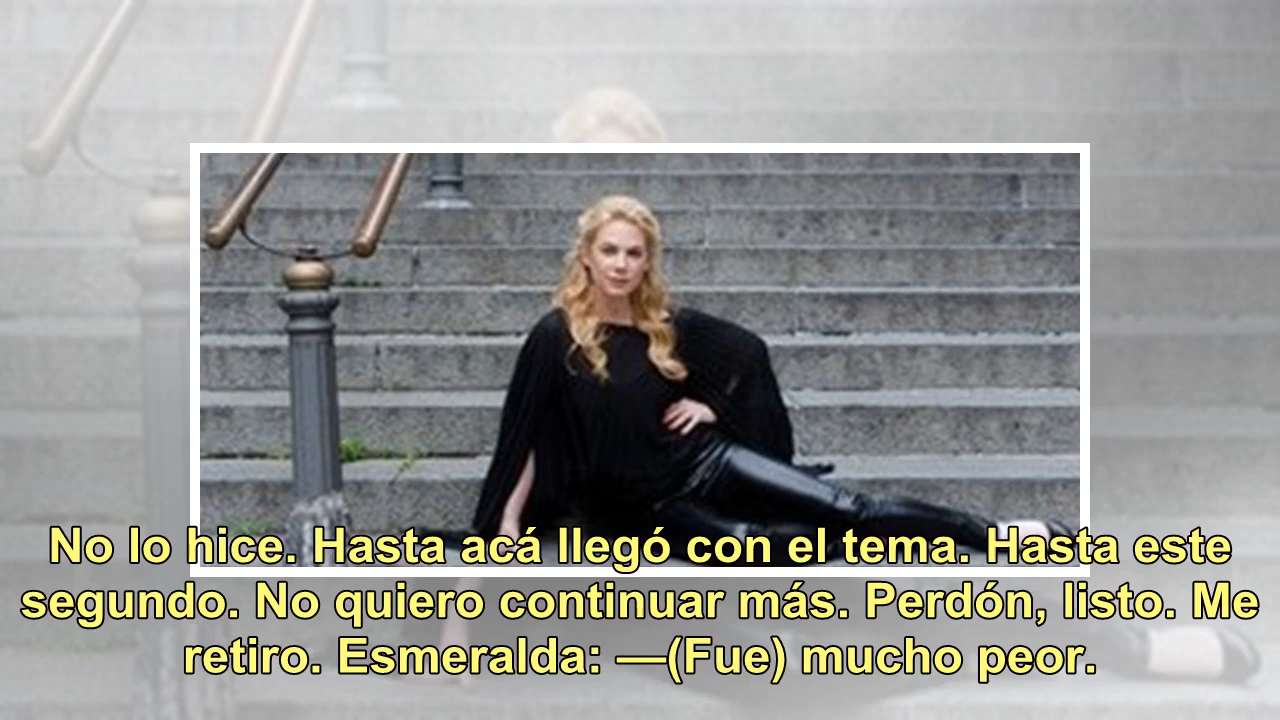 No lo hice. Hasta acá llegó con el tema. Hasta este
segundo. No quiero continuar más. Perdón, listo. Me
retiro. Esmeralda: —(Fue) mucho peor.